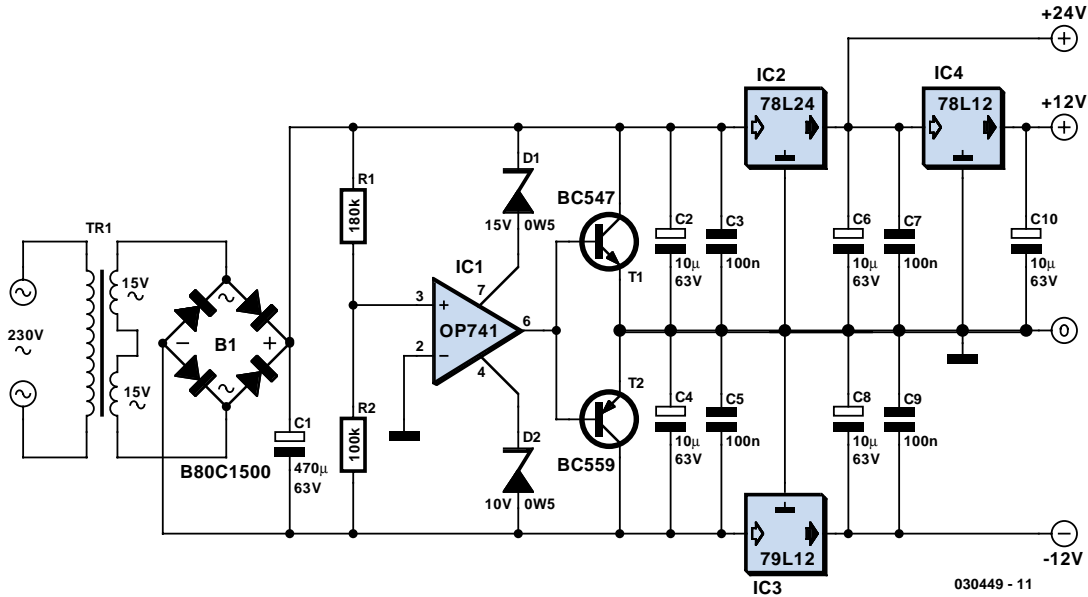 +24V
IC2
78L24
IC4
78L12
+12V
D1
15V 0W5
R1
180k
BC547
T1
C2
10µ
63V
C3
100n
C6
10µ
63V
C7
100n
C10
10µ
63V
TR1
230V
~
15V
~
15V
~
~
− B1 +
~
B80C1500
C1
470µ
63V
IC1
OP741
3
2
7
6
4
+
−
0
R2
100k
D2
10V 0W5
T2
BC559
C4
10µ
63V
C5
100n
C8
10µ
63V
C9
100n
79L12
IC3
-12V
030449 - 11